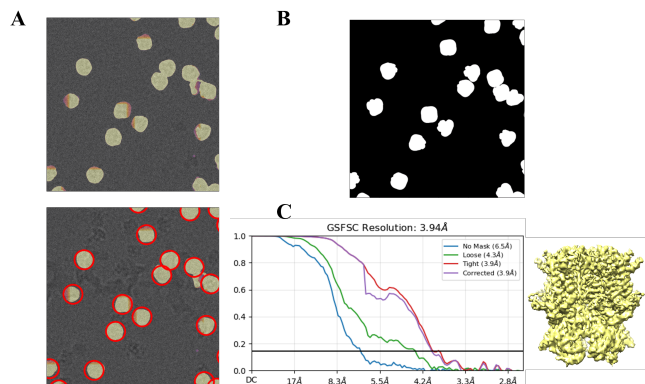 A
B
C
GSFSC Resolution: 3.94Å
1.0
0.8
0.6
0.4
0.2
0.0
No Mask (6.5Å)
Loose (4.3Å)
Tight (3.9Å)
Corrected (3.9Å)
DC
17Å
8.3Å
5.5Å
4.2Å
3.3Å
2.8Å